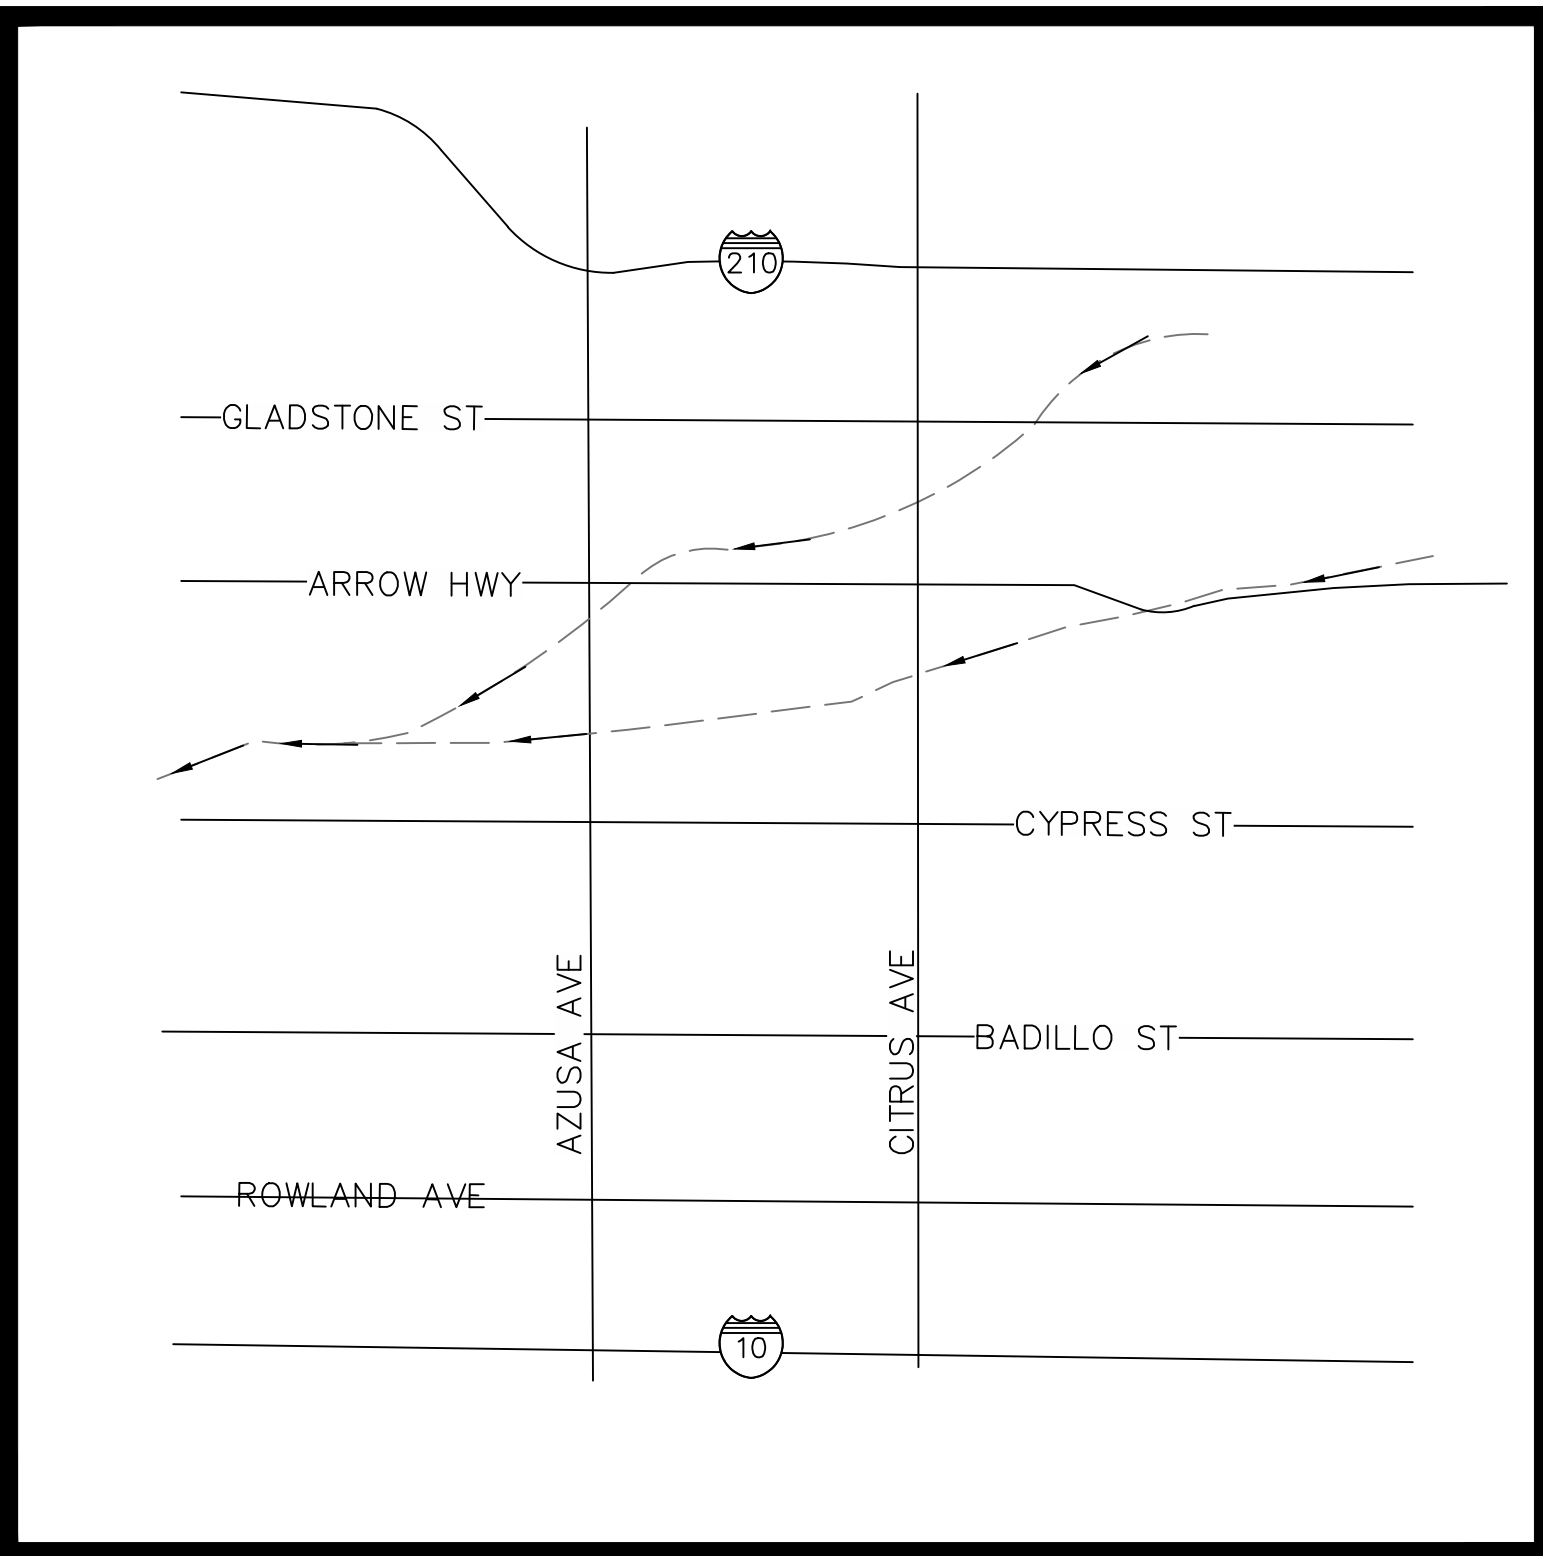 210
GLADSTONE ST
ARROW HWY
CYPRESS ST
AZUSA AVE
CITRUS AVE
BADILLO ST
ROWLAND AVE
10